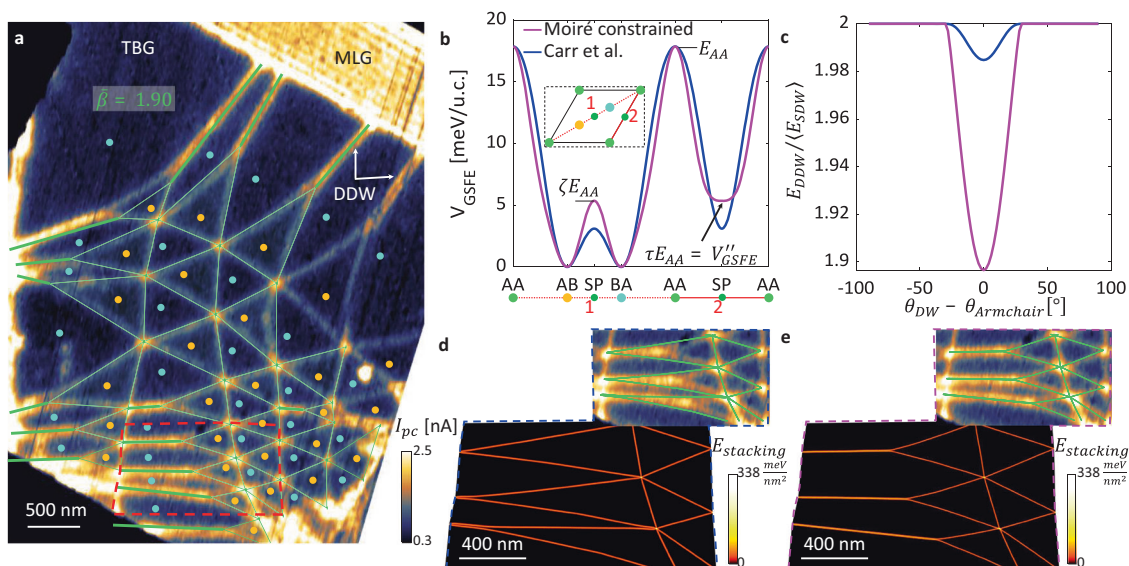 a
TBG
MLG
β̄ = 1.90
DDW
500 nm
I_pc [nA]
2.5
0.3
b
V_GSFE [meV/u.c.]
20
15
10
5
0
Moiré constrained
Carr et al.
E_AA
1
2
ζE_AA
τE_AA = V''_GSFE
AA AB SP BA AA SP AA
1 2
c
E_DDW/⟨E_SDW⟩
2
1.98
1.96
1.94
1.92
1.9
-100 -50 0 50 100
θ_DW − θ_Armchair[°]
d
E_stacking
338 meV/nm²
0
400 nm
e
E_stacking
338 meV/nm²
0
400 nm